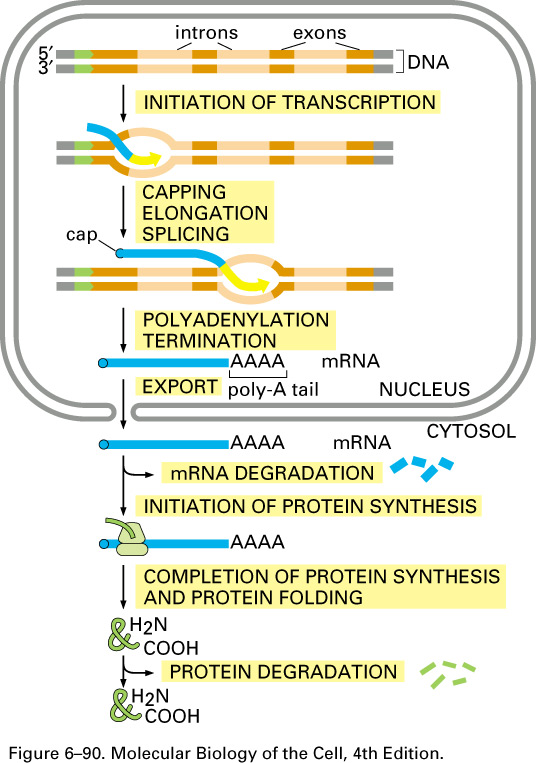 introns exons
5′
3′
DNA
INITIATION OF TRANSCRIPTION
CAPPING
ELONGATION
SPLICING
cap
POLYADENYLATION
TERMINATION
AAAA mRNA
EXPORT poly-A tail NUCLEUS
CYTOSOL
AAAA mRNA
mRNA DEGRADATION
INITIATION OF PROTEIN SYNTHESIS
AAAA
COMPLETION OF PROTEIN SYNTHESIS
AND PROTEIN FOLDING
H2N
COOH
PROTEIN DEGRADATION
H2N
COOH
Figure 6–90. Molecular Biology of the Cell, 4th Edition.